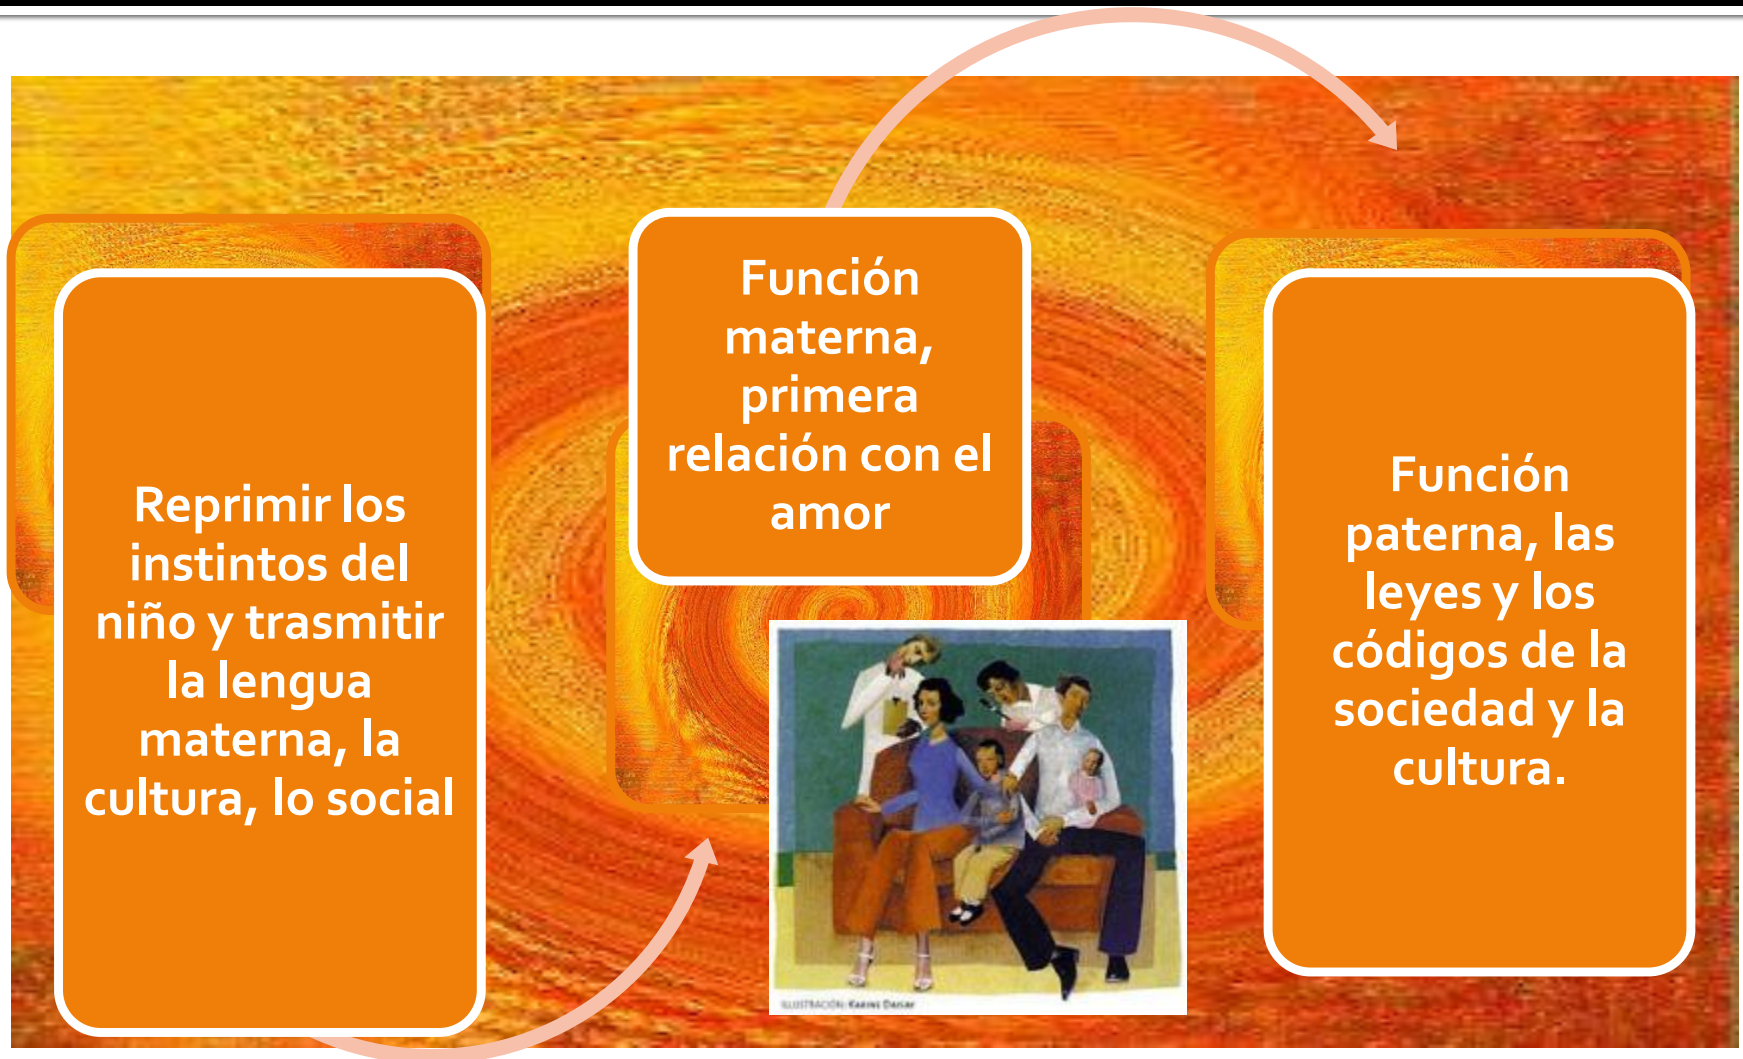 Reprimir los
instintos del
niño y trasmitir
la lengua
materna, la
cultura, lo social
Función
materna,
primera
relación con el
amor
Función
paterna, las
leyes y los
códigos de la
sociedad y la
cultura.
ILUSTRACIÓN: